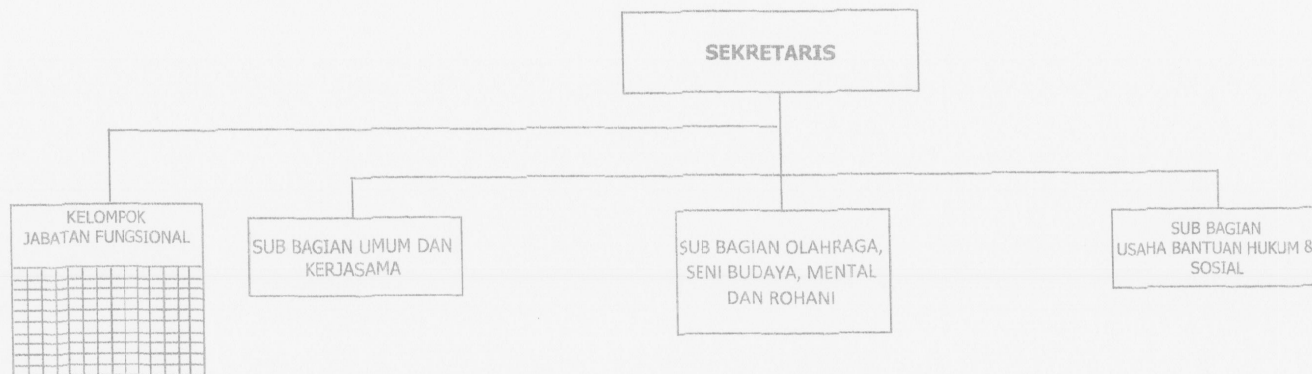 SEKRETARIS
KELOMPOK
JABATAN FUNGSIONAL
SUB BAGIAN UMUM DAN
KERJASAMA
SUB BAGIAN OLAHRAGA,
SENI BUDAYA, MENTAL
DAN ROHANI
SUB BAGIAN
USAHA BANTUAN HUKUM &
SOSIAL